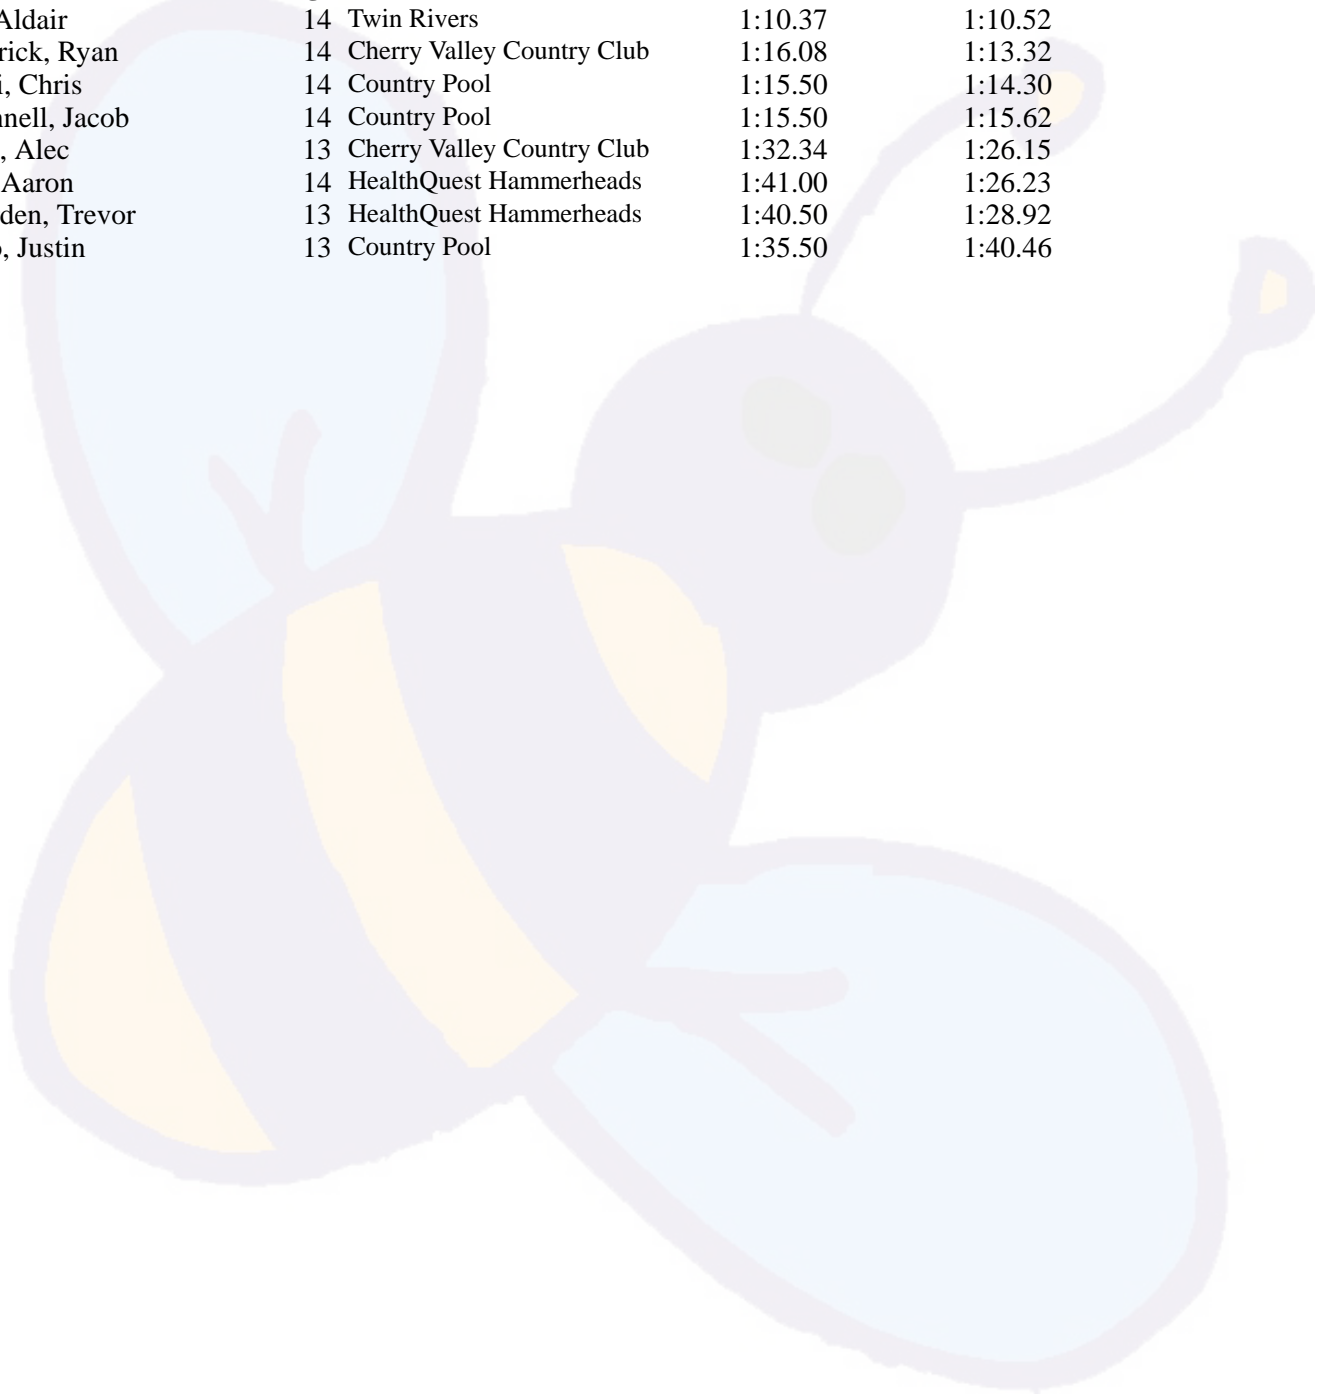 Aldair 14 Twin Rivers 1:10.37 1:10.52
rick, Ryan 14 Cherry Valley Country Club 1:16.08 1:13.32
i, Chris 14 Country Pool 1:15.50 1:14.30
nell, Jacob 14 Country Pool 1:15.50 1:15.62
, Alec 13 Cherry Valley Country Club 1:32.34 1:26.15
Aaron 14 HealthQuest Hammerheads 1:41.00 1:26.23
den, Trevor 13 HealthQuest Hammerheads 1:40.50 1:28.92
, Justin 13 Country Pool 1:35.50 1:40.46